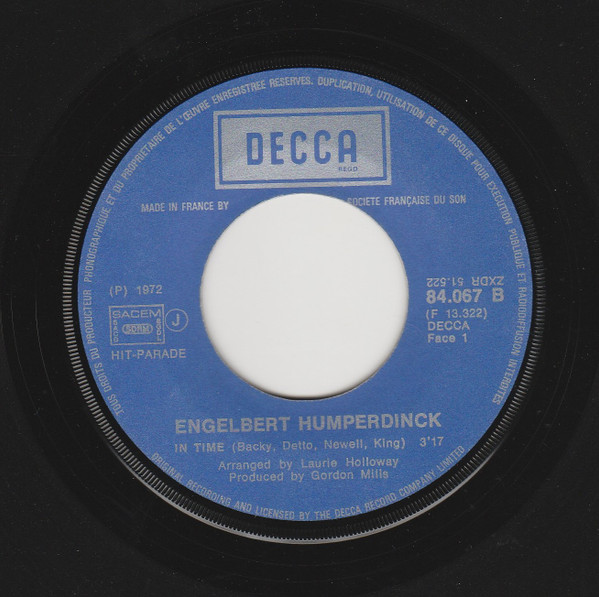 TOUS DROITS DU PRODUCTEUR PHONOGRAPHIQUE ET DU PROPRIETAIRE DE L'ŒUVRE ENREGISTREE RESERVES. DUPLICATION, UTILISATION DE CE DISQUE POUR EXECUTION PUBLIQUE ET RADIODIFFUSION INTERDITES
DECCA
REGD
MADE IN FRANCE BY SOCIETE FRANÇAISE DU SON
ZXDR 51.522
(P) 1972
84.067 B
(F 13.322)
SACEM
SACD
SDRM
SGDL
J
DECCA
Face 1
HIT-PARADE
ENGELBERT HUMPERDINCK
IN TIME (Backy, Detto, Newell, King) 3'17
Arranged by Laurie Holloway
Produced by Gordon Mills
ORIGINAL RECORDING AND LICENSED BY THE DECCA RECORD COMPANY LIMITED